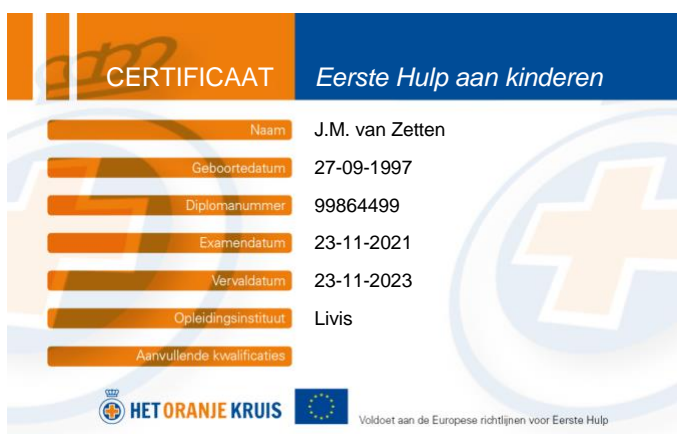 CERTIFICAAT Eerste Hulp aan kinderen
Naam J.M. van Zetten
Geboortedatum 27-09-1997
Diplomanummer 99864499
Examendatum 23-11-2021
Vervaldatum 23-11-2023
Opleidingsinstituut Livis
Aanvullende kwalificaties
HET ORANJE KRUIS Voldoet aan de Europese richtlijnen voor Eerste Hulp